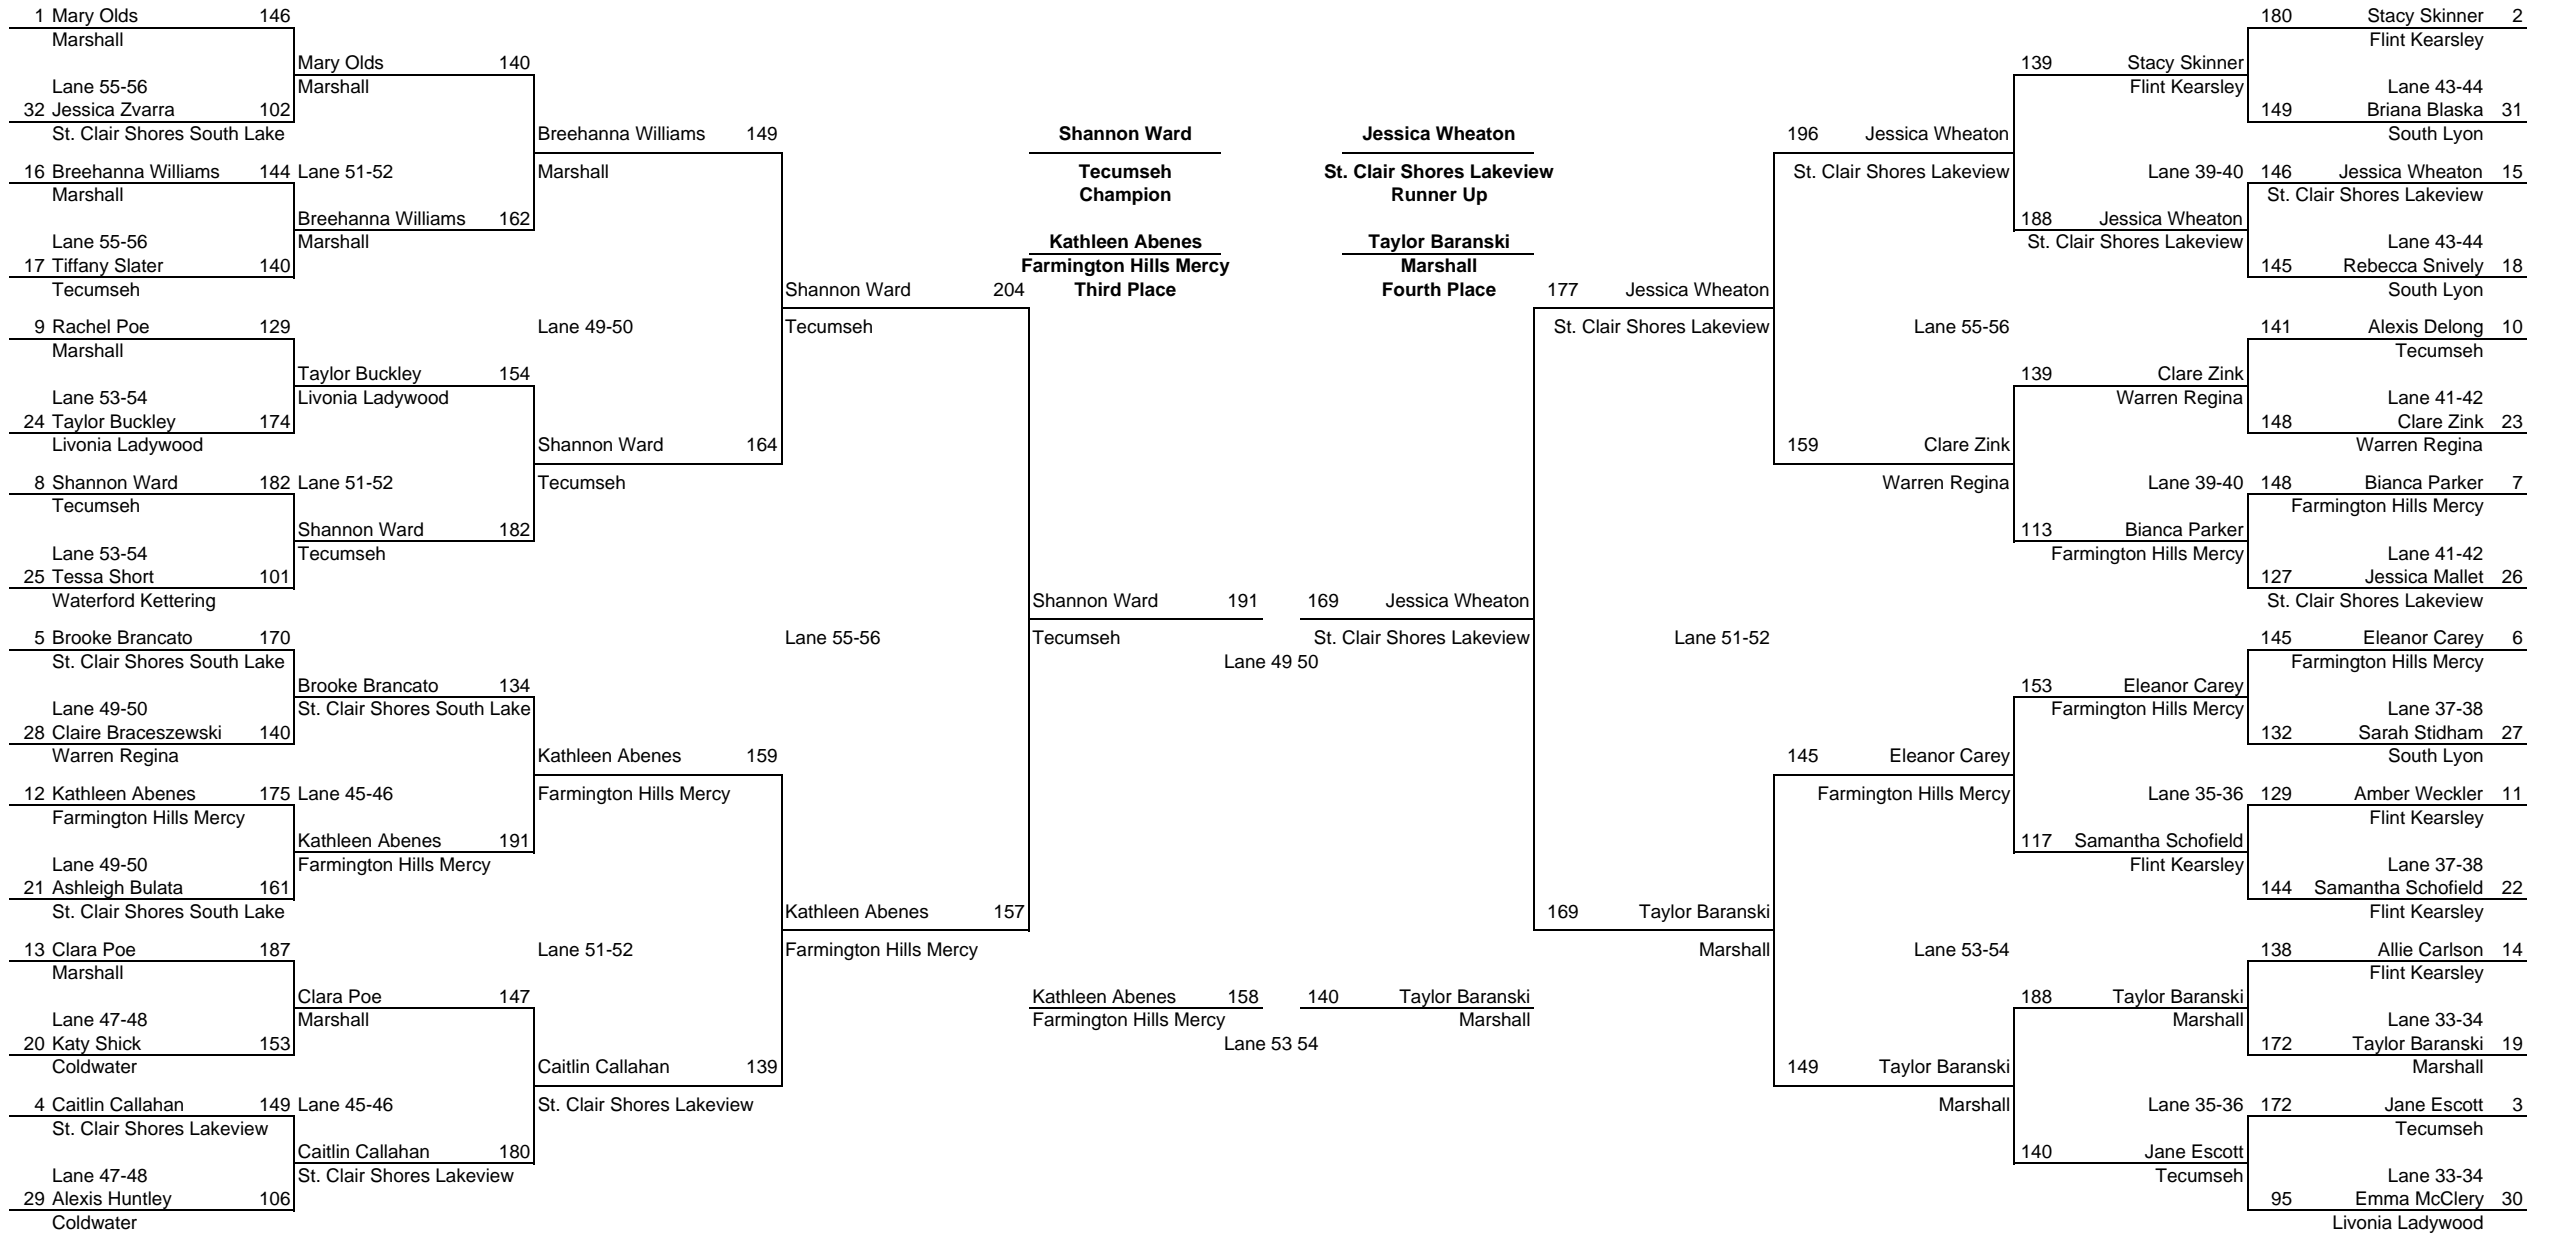 1 Mary Olds 146
Marshall
Lane 55-56
32 Jessica Zvarra 102
St. Clair Shores South Lake
16 Breehanna Williams 144
Marshall
Lane 55-56
17 Tiffany Slater 140
Tecumseh
9 Rachel Poe 129
Marshall
Lane 53-54
24 Taylor Buckley 174
Livonia Ladywood
8 Shannon Ward 182
Tecumseh
Lane 53-54
25 Tessa Short 101
Waterford Kettering
5 Brooke Brancato 170
St. Clair Shores South Lake
Lane 49-50
28 Claire Braceszewski 140
Warren Regina
12 Kathleen Abenes 175
Farmington Hills Mercy
Lane 49-50
21 Ashleigh Bulata 161
St. Clair Shores South Lake
13 Clara Poe 187
Marshall
Lane 47-48
20 Katy Shick 153
Coldwater
4 Caitlin Callahan 149
St. Clair Shores Lakeview
Lane 47-48
29 Alexis Huntley 106
Coldwater
Mary Olds 140
Marshall
Lane 51-52
Breehanna Williams 162
Marshall
Taylor Buckley 154
Livonia Ladywood
Lane 51-52
Shannon Ward 182
Tecumseh
Brooke Brancato 134
St. Clair Shores South Lake
Lane 45-46
Kathleen Abenes 191
Farmington Hills Mercy
Clara Poe 147
Marshall
Lane 45-46
Caitlin Callahan 180
St. Clair Shores Lakeview
Breehanna Williams 149
Marshall
Lane 49-50
Shannon Ward 164
Tecumseh
Kathleen Abenes 159
Farmington Hills Mercy
Lane 51-52
Caitlin Callahan 139
St. Clair Shores Lakeview
Shannon Ward 204
Tecumseh
Lane 55-56
Kathleen Abenes 157
Farmington Hills Mercy
Shannon Ward
Tecumseh
Champion
Kathleen Abenes
Farmington Hills Mercy
Third Place
Jessica Wheaton
St. Clair Shores Lakeview
Runner Up
Taylor Baranski
Marshall
Fourth Place
Shannon Ward 191
Tecumseh
169 Jessica Wheaton
St. Clair Shores Lakeview
Lane 49 50
Kathleen Abenes 158
Farmington Hills Mercy
140 Taylor Baranski
Marshall
Lane 53 54
177 Jessica Wheaton
St. Clair Shores Lakeview
Lane 51-52
169 Taylor Baranski
Marshall
196 Jessica Wheaton
St. Clair Shores Lakeview
Lane 55-56
159 Clare Zink
Warren Regina
145 Eleanor Carey
Farmington Hills Mercy
Lane 53-54
149 Taylor Baranski
Marshall
139 Stacy Skinner
Flint Kearsley
Lane 39-40
188 Jessica Wheaton
St. Clair Shores Lakeview
139 Clare Zink
Warren Regina
Lane 39-40
113 Bianca Parker
Farmington Hills Mercy
153 Eleanor Carey
Farmington Hills Mercy
Lane 35-36
117 Samantha Schofield
Flint Kearsley
188 Taylor Baranski
Marshall
Lane 35-36
140 Jane Escott
Tecumseh
180 Stacy Skinner 2
Flint Kearsley
Lane 43-44
149 Briana Blaska 31
South Lyon
146 Jessica Wheaton 15
St. Clair Shores Lakeview
Lane 43-44
145 Rebecca Snively 18
South Lyon
141 Alexis Delong 10
Tecumseh
Lane 41-42
148 Clare Zink 23
Warren Regina
148 Bianca Parker 7
Farmington Hills Mercy
Lane 41-42
127 Jessica Mallet 26
St. Clair Shores Lakeview
145 Eleanor Carey 6
Farmington Hills Mercy
Lane 37-38
132 Sarah Stidham 27
South Lyon
129 Amber Weckler 11
Flint Kearsley
Lane 37-38
144 Samantha Schofield 22
Flint Kearsley
138 Allie Carlson 14
Flint Kearsley
Lane 33-34
172 Taylor Baranski 19
Marshall
172 Jane Escott 3
Tecumseh
Lane 33-34
95 Emma McClery 30
Livonia Ladywood